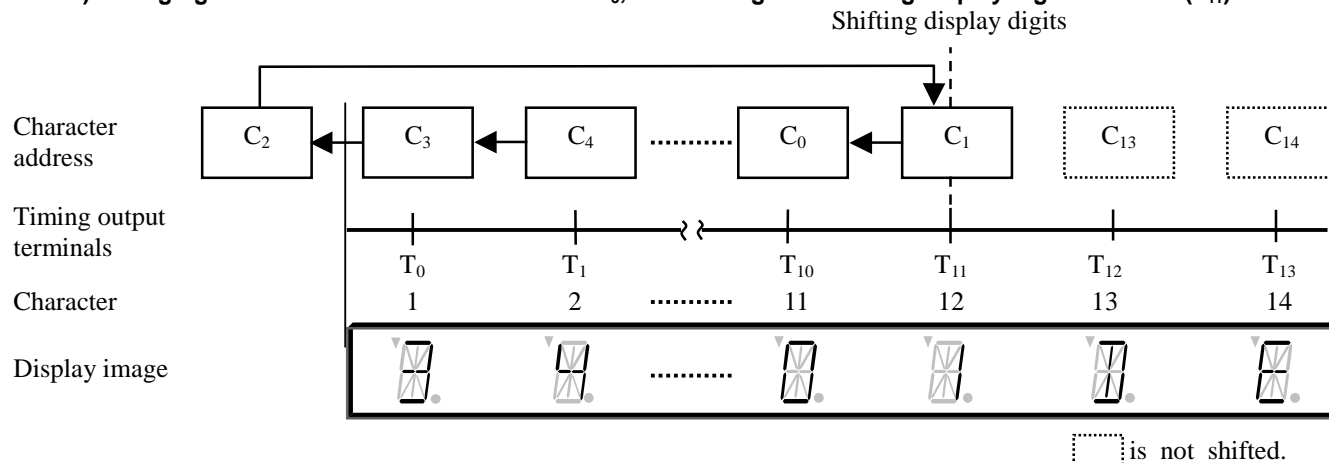 Shifting display digits
Character address
C2 C3 C4 ........... C0 C1 C13 C14
Timing output terminals
T0 T1 T10 T11 T12 T13
Character 1 2 ........... 11 12 13 14
Display image ...........
is not shifted.